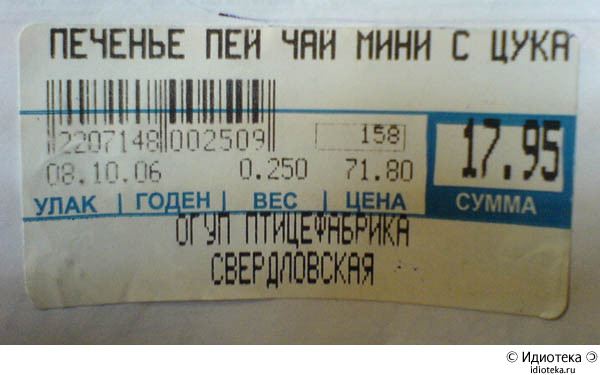 ПЕЧЕНЬЕ ПЕЙ ЧАЙ МИНИ С ЦУКА
2207148 002509
158
17.95
08.10.06 0.250 71.80
УПАК | ГОДЕН | ВЕС | ЦЕНА СУММА
ОГУП ПТИЦЕФАБРИКА
СВЕРДЛОВСКАЯ
© Идиотека
idioteka.ru